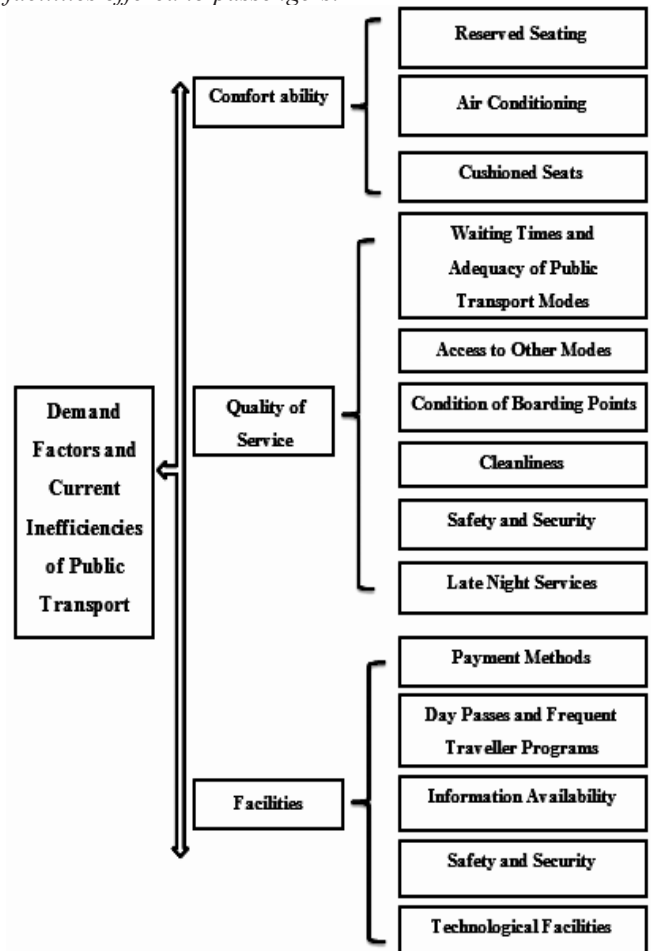 facilities offered to passengers.
Reserved Seating
Comfort ability
Air Conditioning
Cushioned Seats
Waiting Times and
Adequacy of Public
Transport Modes
Access to Other Modes
Quality of
Service
Condition of Boarding Points
Cleanliness
Safety and Security
Late Night Services
Demand
Factors and
Current
Inefficiencies
of Public
Transport
Payment Methods
Day Passes and Frequent
Traveller Programs
Facilities
Information Availability
Safety and Security
Technological Facilities